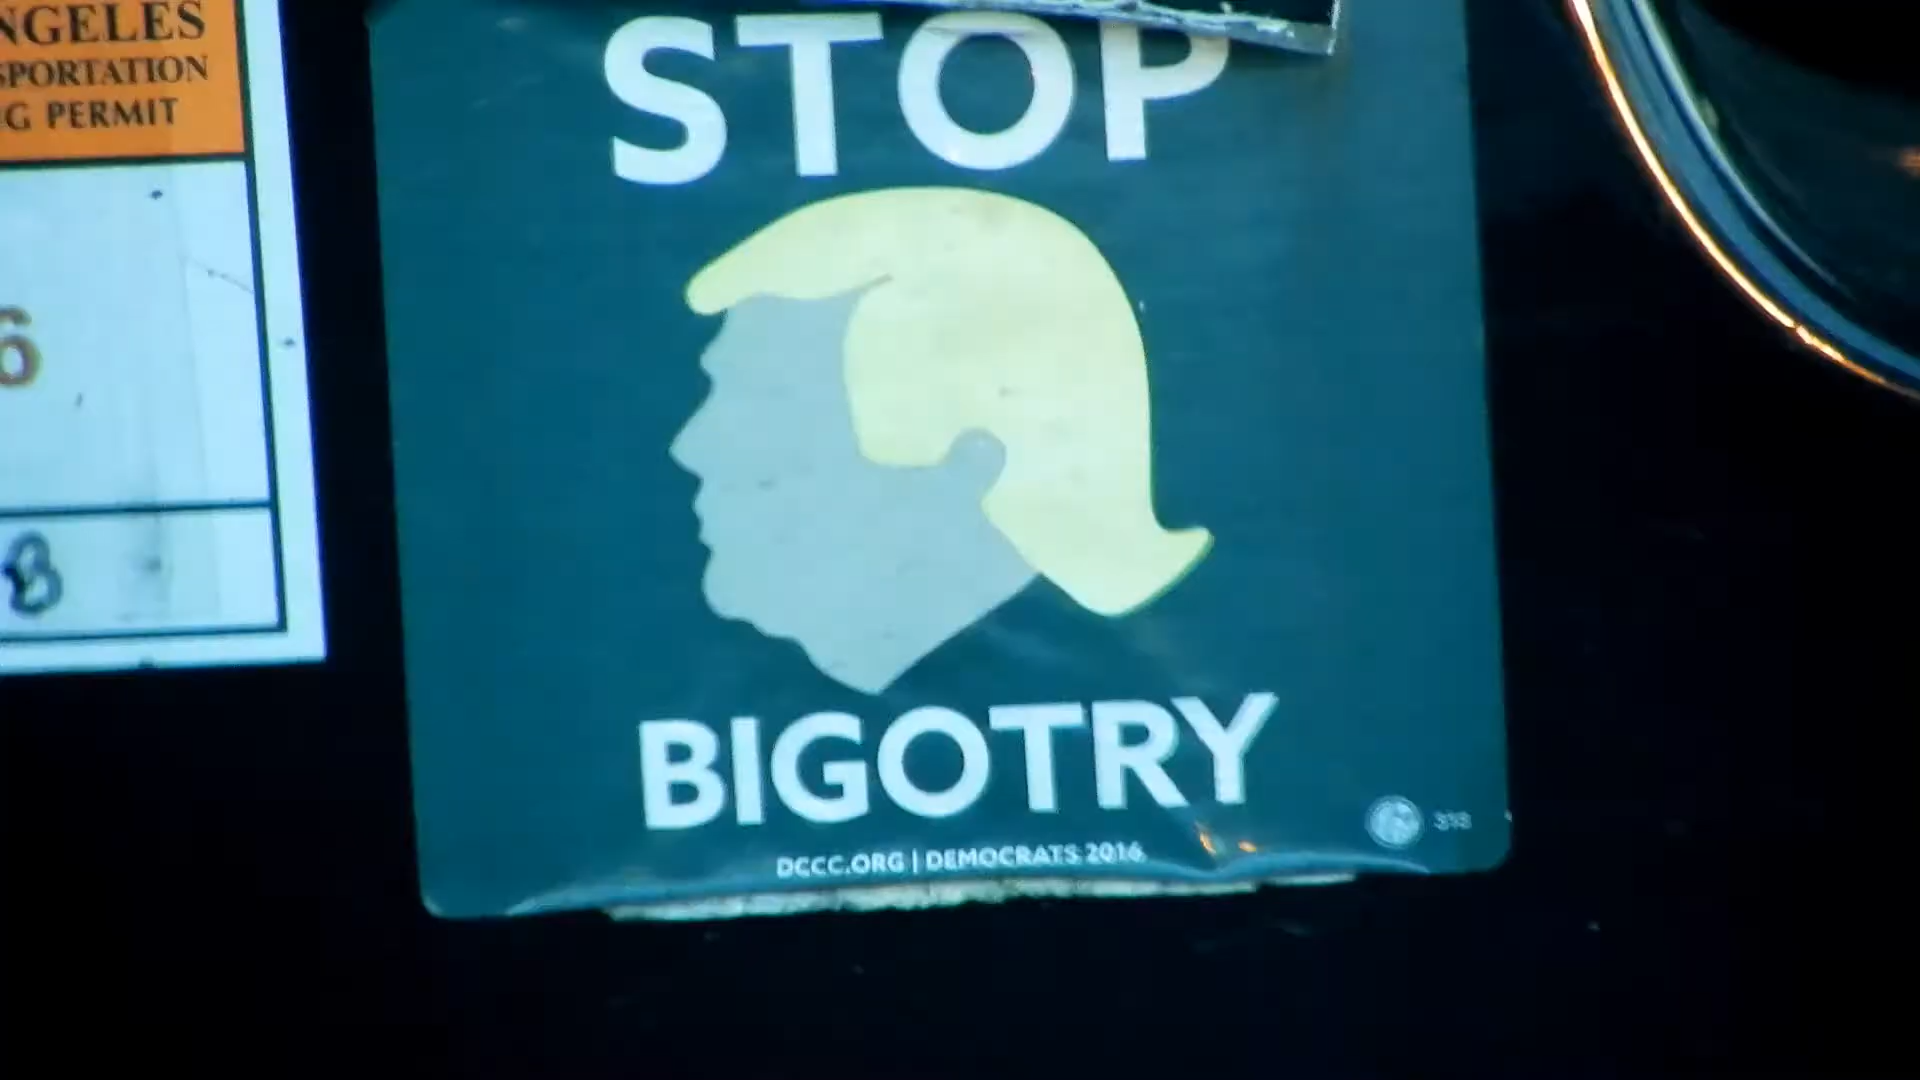 NGELES
SPORTATION
G PERMIT
6
8
STOP
BIGOTRY
DCCC.ORG | DEMOCRATS 2016